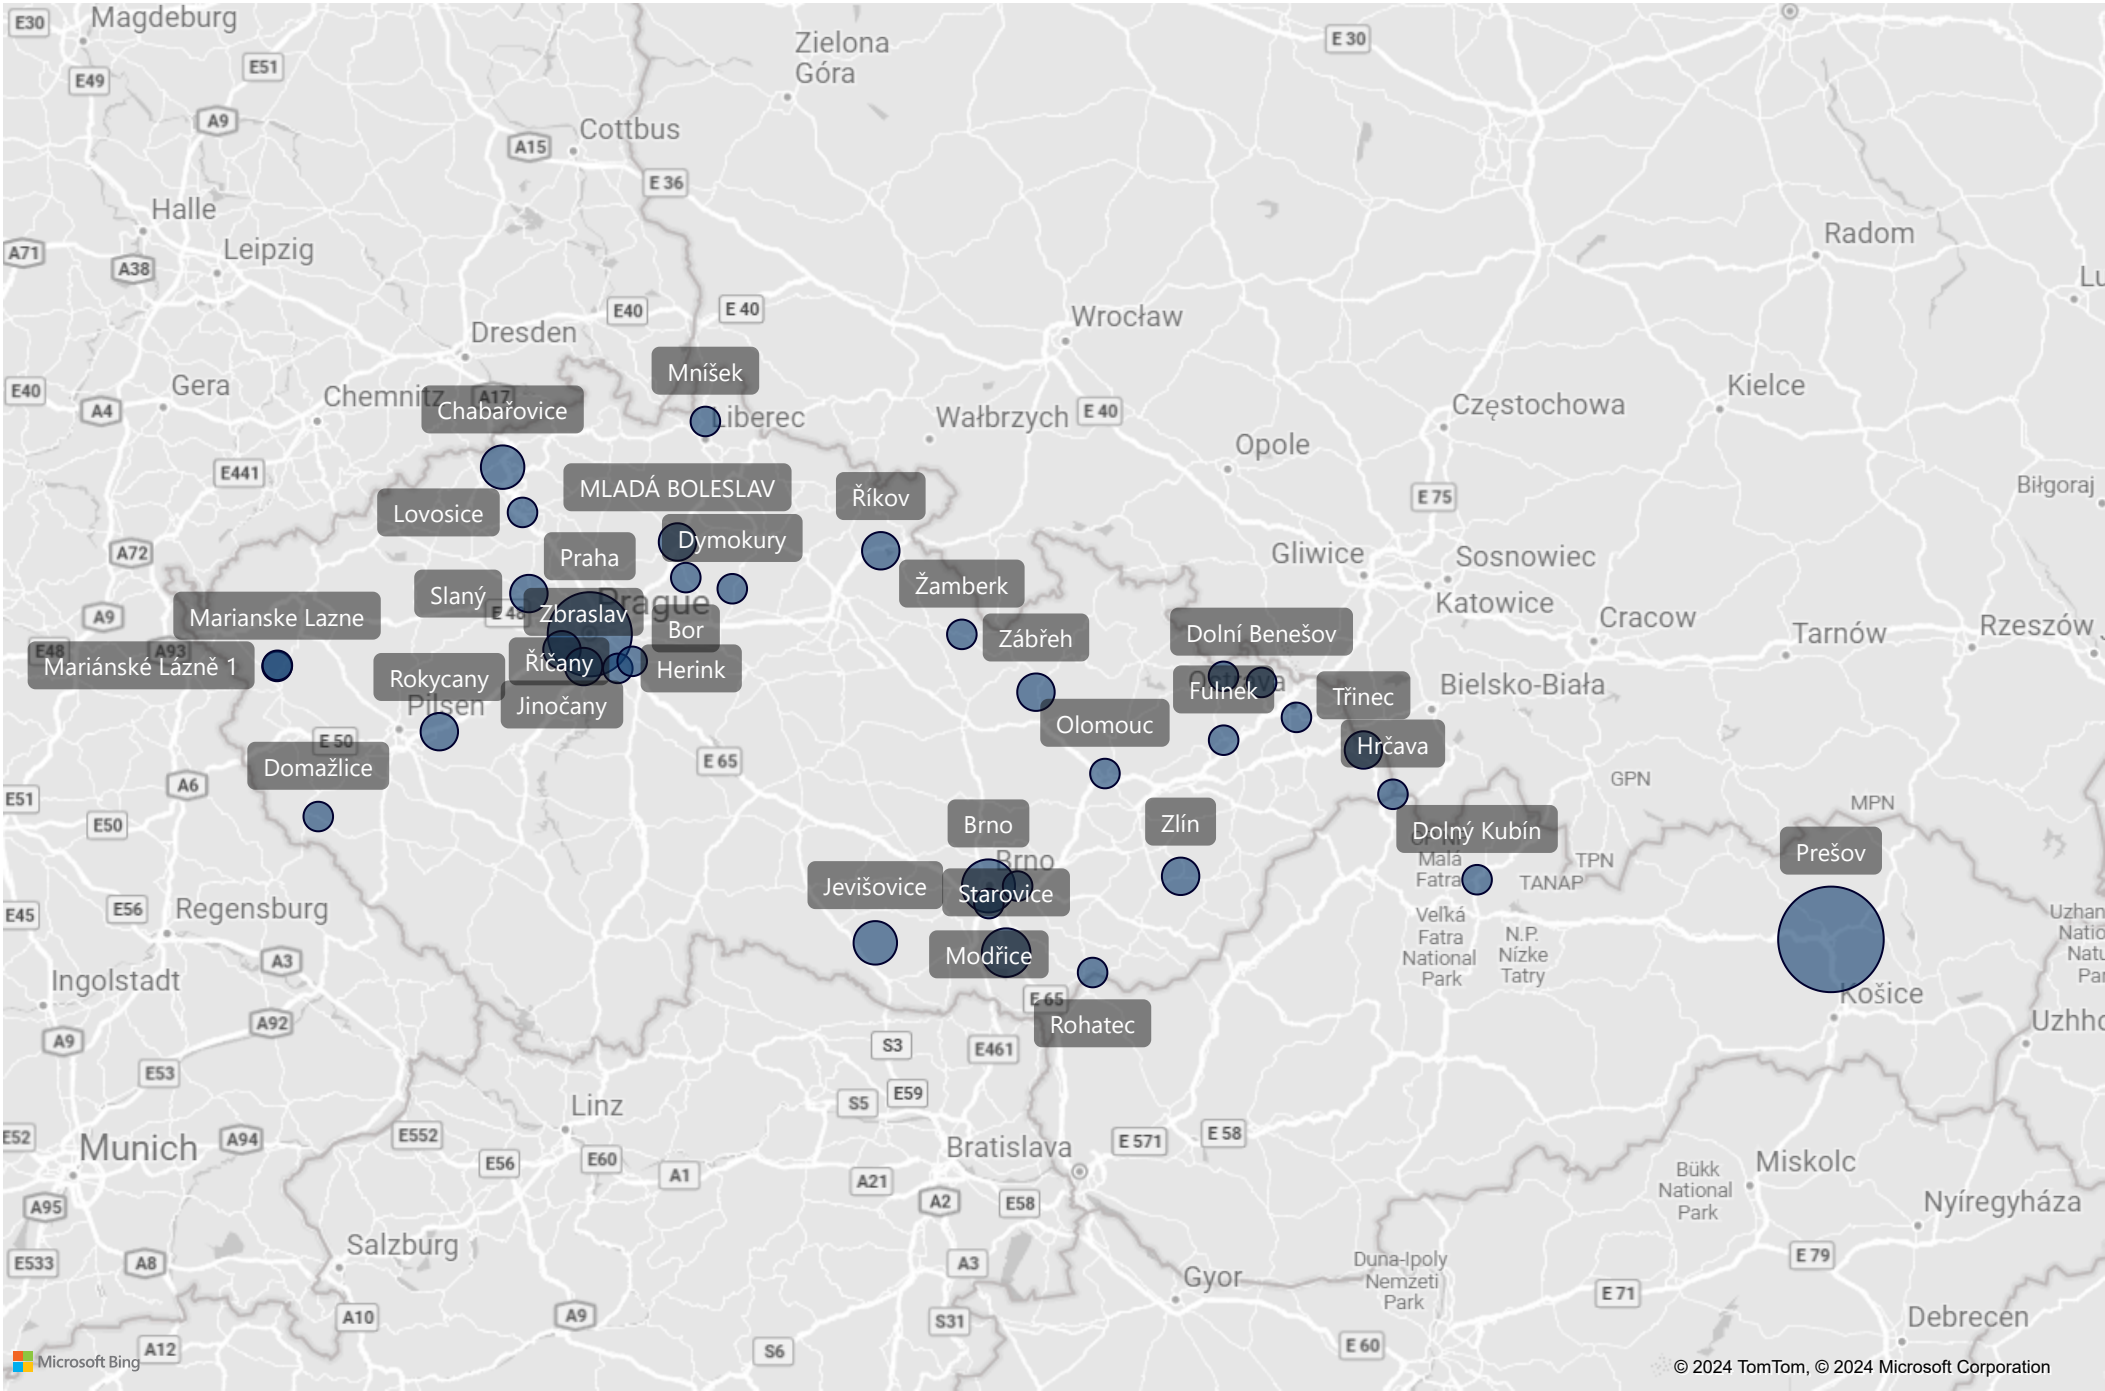 E30
Magdeburg
E51
E49
Zielona
Góra
E 30
A9
A15
Cottbus
E 36
Halle
Leipzig
A71
A38
Radom
E40
E 40
Dresden
Wrocław
Mníšek
E40
Gera
A4
Chemnitz
A17
Chabařovice
Liberec
Wałbrzych
E 40
Częstochowa
Kielce
Opole
E441
MLADÁ BOLESLAV
Říkov
E 75
Biłgoraj
Lovosice
A72
Praha
Dymokury
Gliwice
Sosnowiec
Žamberk
Slaný
Prague
Zbraslav
Katowice
Cracow
A9
Marianske Lazne
Bor
Zábřeh
Dolní Benešov
Tarnów
Rzeszów
E48
A93
Mariánské Lázně 1
Říčany
Herink
Rokycany
Jinočany
Pilsen
Ostrava
Fulnek
Třinec
Bielsko-Biała
Olomouc
Hrčava
E 50
Domažlice
E 65
A6
E51
E50
GPN
MPN
Brno
Zlín
Dolný Kubín
Prešov
Brno
Malá
Fatra
TPN
TANAP
Jevišovice
Starovice
E45
E56
Regensburg
Veľká
Fatra
National
Park
N.P.
Nízke
Tatry
Modřice
A3
Ingolstadt
E 65
Rohatec
Košice
A92
A9
S3
E461
E53
E59
S5
Linz
E52
Munich
A94
E552
E56
E60
A1
Bratislava
E 571
E 58
A21
A2
E58
Bükk
National
Park
Miskolc
Nyíregyháza
A95
Salzburg
E533
A8
A3
Duna-Ipoly
Nemzeti
Park
E 79
Gyor
E 71
A10
A9
S31
Debrecen
A12
S6
E 60
Microsoft Bing
© 2024 TomTom, © 2024 Microsoft Corporation